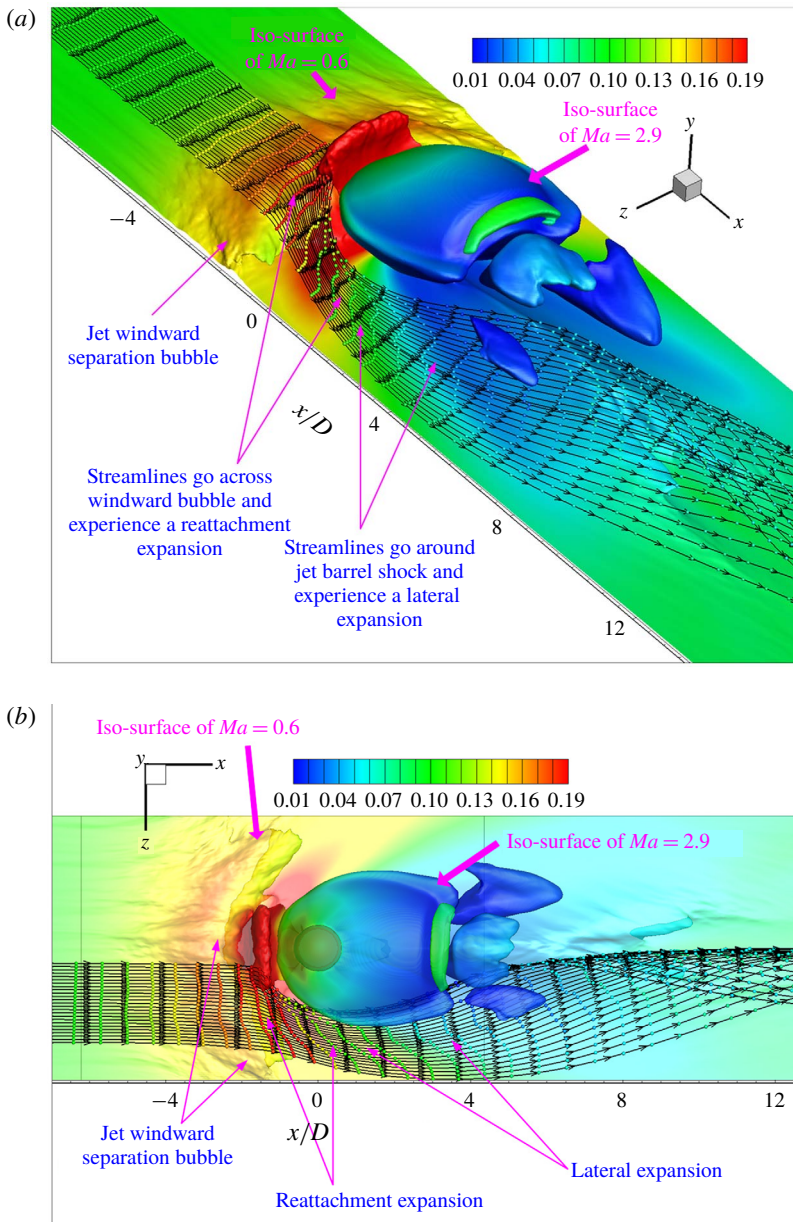 (a)
Iso-surface
of Ma = 0.6
0.01 0.04 0.07 0.10 0.13 0.16 0.19
Iso-surface
of Ma = 2.9
y
z
x
−4
0
Jet windward
separation bubble
x/D
4
Streamlines go across
windward bubble and
experience a reattachment
expansion
Streamlines go around
jet barrel shock and
experience a lateral
expansion
8
12
(b)
Iso-surface of Ma = 0.6
y x
z
0.01 0.04 0.07 0.10 0.13 0.16 0.19
Iso-surface of Ma = 2.9
−4 0 4 8 12
x/D
Jet windward
separation bubble
Reattachment expansion
Lateral expansion